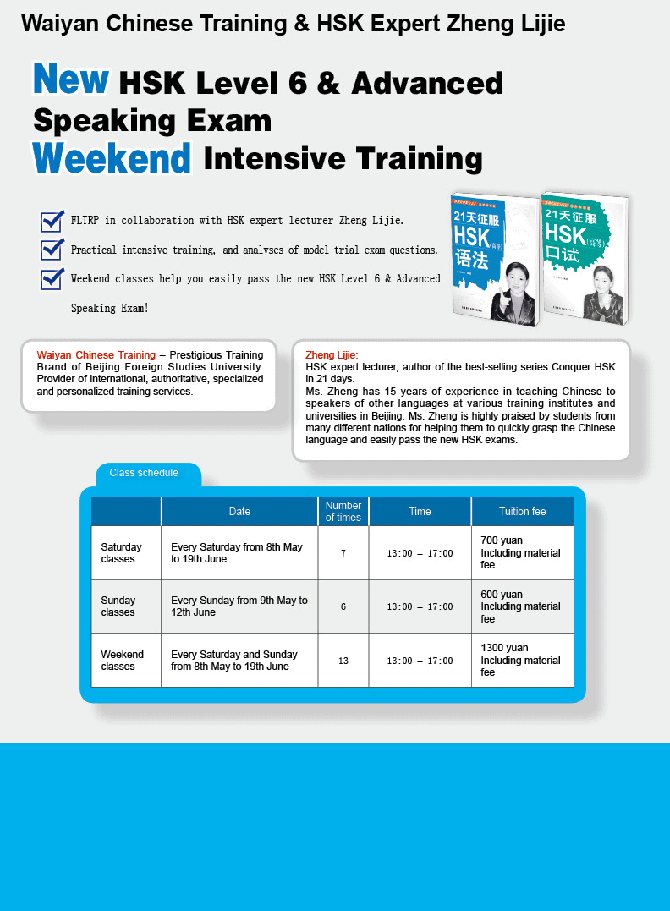 Waiyan Chinese Training & HSK Expert Zheng Lijie
New HSK Level 6 & Advanced
Speaking Exam
Weekend Intensive Training
FLTRP in collaboration with HSK expert lecturer Zheng Lijie.
Practical intensive training, and analyses of model trial exam questions.
Weekend classes help you easily pass the new HSK Level 6 & Advanced
Speaking Exam!
21天征服
HSK
语法
21天征服
HSK
口试
Waiyan Chinese Training – Prestigious Training
Brand of Beijing Foreign Studies University.
Provider of international, authoritative, specialized
and personalized training services.
Zheng Lijie:
HSK expert lecturer, author of the best-selling series Conquer HSK
in 21 days.
Ms. Zheng has 15 years of experience in teaching Chinese to
speakers of other languages at various training institutes and
universities in Beijing. Ms. Zheng is highly praised by students from
many different nations for helping them to quickly grasp the Chinese
language and easily pass the new HSK exams.
Class schedule
Date
Number
of times
Time
Tuition fee
Saturday
classes
Every Saturday from 8th May
to 19th June
7
13:00 – 17:00
700 yuan
Including material
fee
Sunday
classes
Every Sunday from 9th May to
12th June
6
13:00 – 17:00
600 yuan
Including material
fee
Weekend
classes
Every Saturday and Sunday
from 8th May to 19th June
13
13:00 – 17:00
1300 yuan
Including material
fee